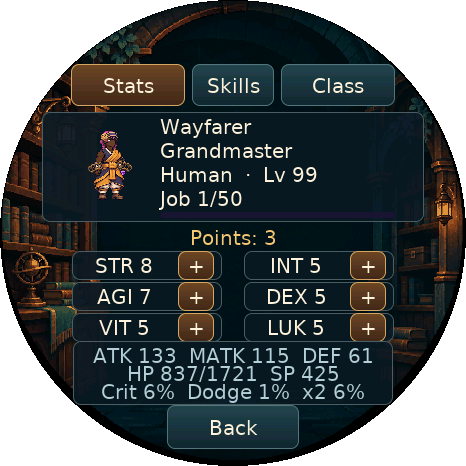 Stats Skills Class
Wayfarer
Grandmaster
Human · Lv 99
Job 1/50
Points: 3
STR 8 + INT 5 +
AGI 7 + DEX 5 +
VIT 5 + LUK 5 +
ATK 133 MATK 115 DEF 61
HP 837/1721 SP 425
Crit 6% Dodge 1% x2 6%
Back